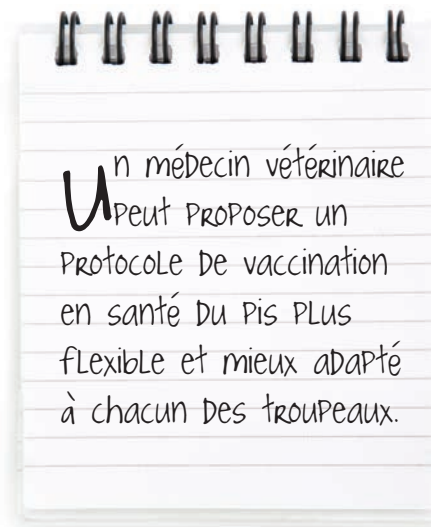 Un médecin vétérinaire
peut proposer un
protocole de vaccination
en santé du pis plus
flexible et mieux adapté
à chacun des troupeaux.